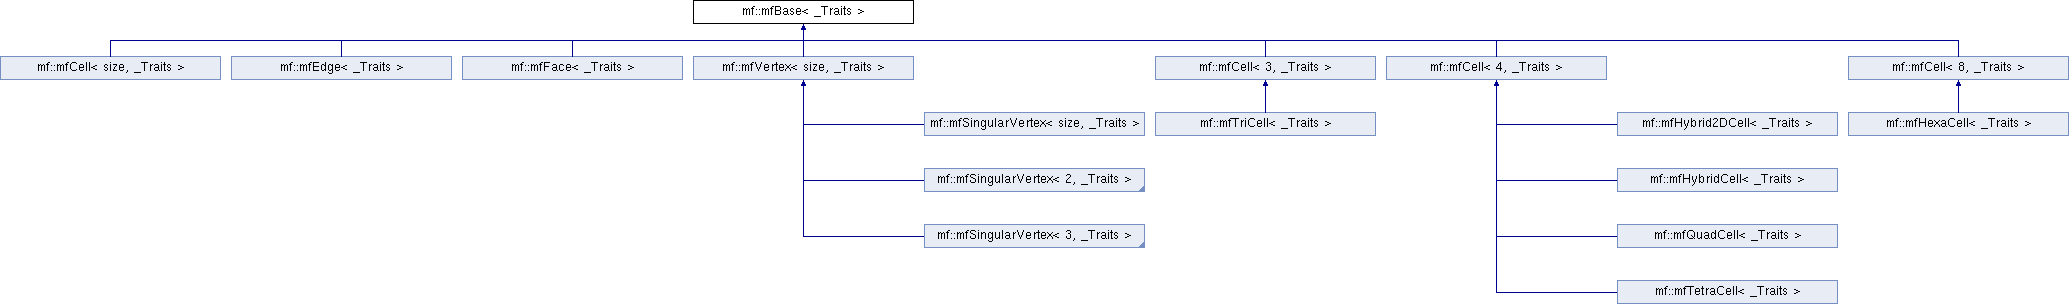 mf::mfBase< _Traits >
mf::mfCell< size, _Traits >
mf::mfEdge< _Traits >
mf::mfFace< _Traits >
mf::mfVertex< size, _Traits >
mf::mfCell< 3, _Traits >
mf::mfCell< 4, _Traits >
mf::mfCell< 8, _Traits >
mf::mfSingularVertex< size, _Traits >
mf::mfTriCell< _Traits >
mf::mfHybrid2DCell< _Traits >
mf::mfHexaCell< _Traits >
mf::mfSingularVertex< 2, _Traits >
mf::mfHybridCell< _Traits >
mf::mfSingularVertex< 3, _Traits >
mf::mfQuadCell< _Traits >
mf::mfTetraCell< _Traits >